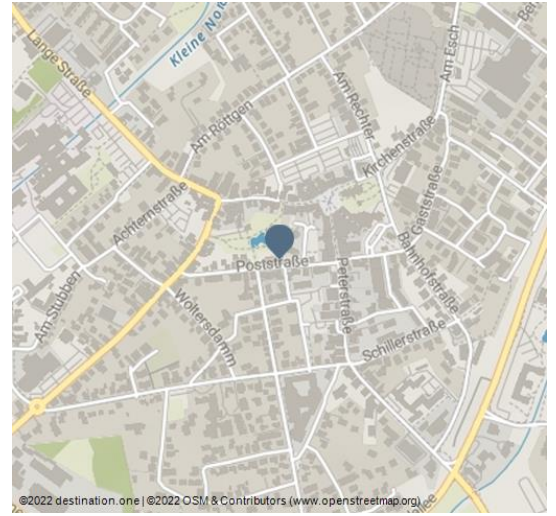 Lange Straße
Kleine No
Am Röttgen
Am Rechter
Am Esch
Kirchenstraße
Achternstraße
Gaststraße
Poststraße
Peterstraße
Bahnhofstraße
Am Stubben
Woltersdamm
Schillerstraße
©2022 destination.one | ©2022 OSM & Contributors (www.openstreetmap.org)